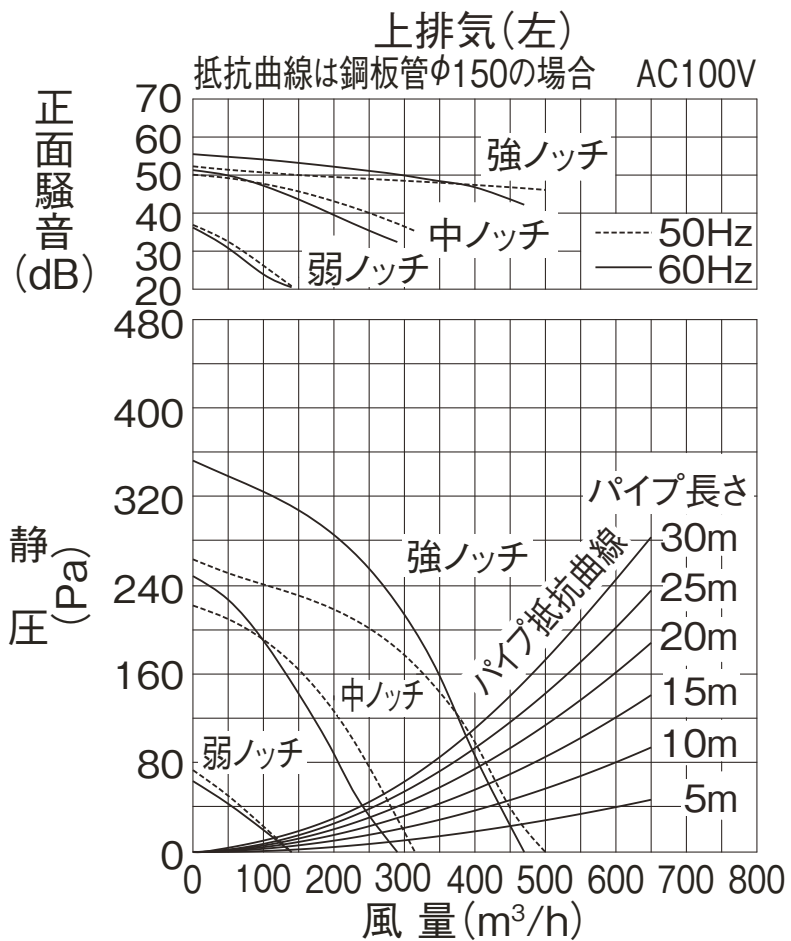 上排気(左)
抵抗曲線は鋼板管φ150の場合 AC100V
正面騒音(dB)
70
60
50
40
30
20
強ノッチ
中ノッチ
弱ノッチ
50Hz
60Hz
静圧(Pa)
480
400
320
240
160
80
0
パイプ長さ
強ノッチ
パイプ抵抗曲線
中ノッチ
弱ノッチ
30m
25m
20m
15m
10m
5m
0 100 200 300 400 500 600 700 800
風量(m³/h)